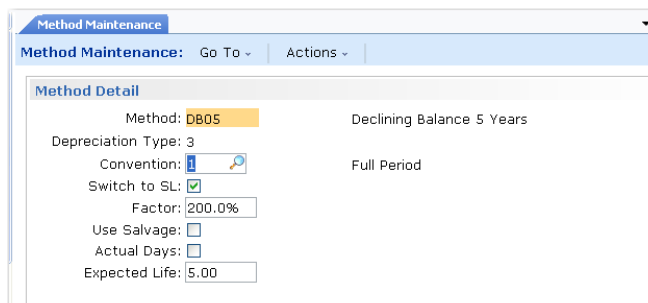 Method Maintenance
Method Maintenance: Go To Actions
Method Detail
Method: DB05 Declining Balance 5 Years
Depreciation Type: 3
Convention: 1 Full Period
Switch to SL:
Factor: 200.0%
Use Salvage:
Actual Days:
Expected Life: 5.00